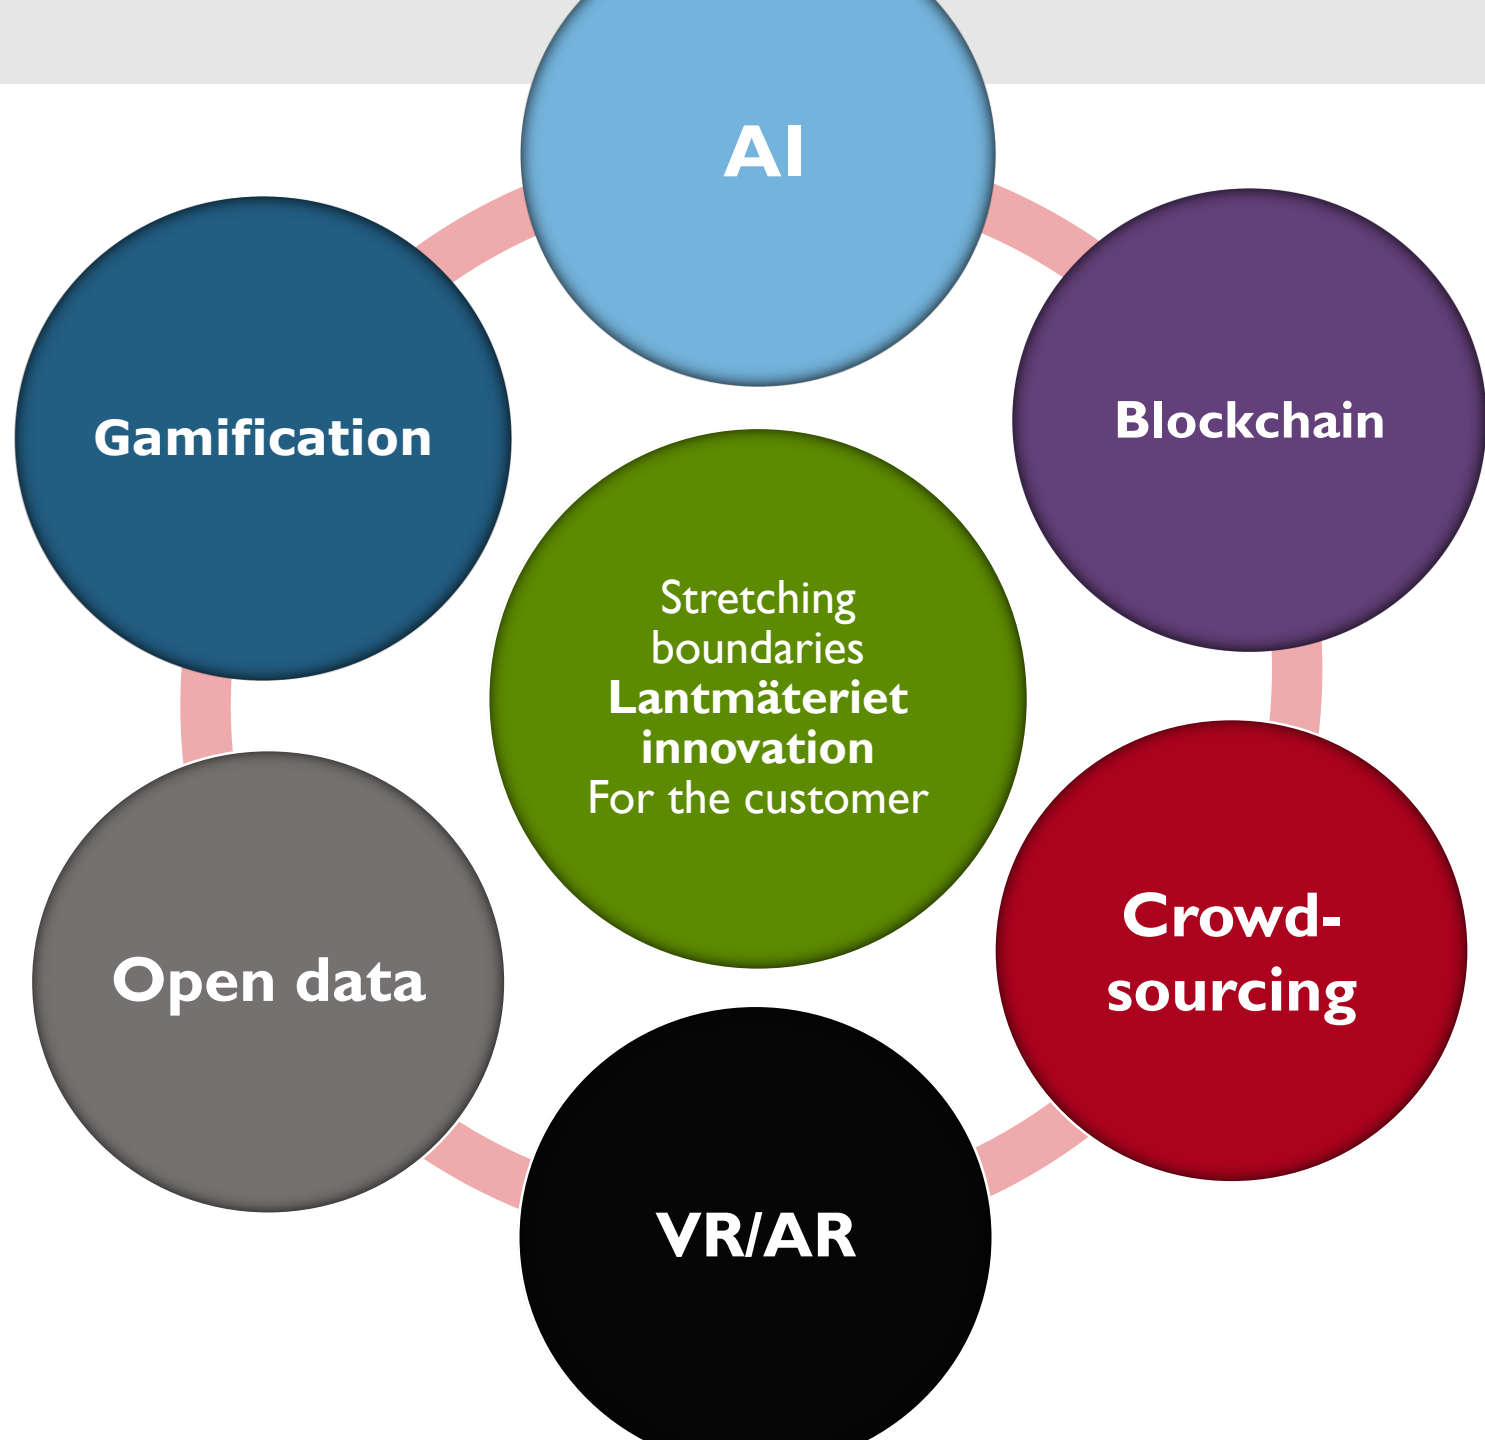 AI
Gamification
Blockchain
Stretching
boundaries
Lantmäteriet
innovation
For the customer
Open data
Crowd-
sourcing
VR/AR